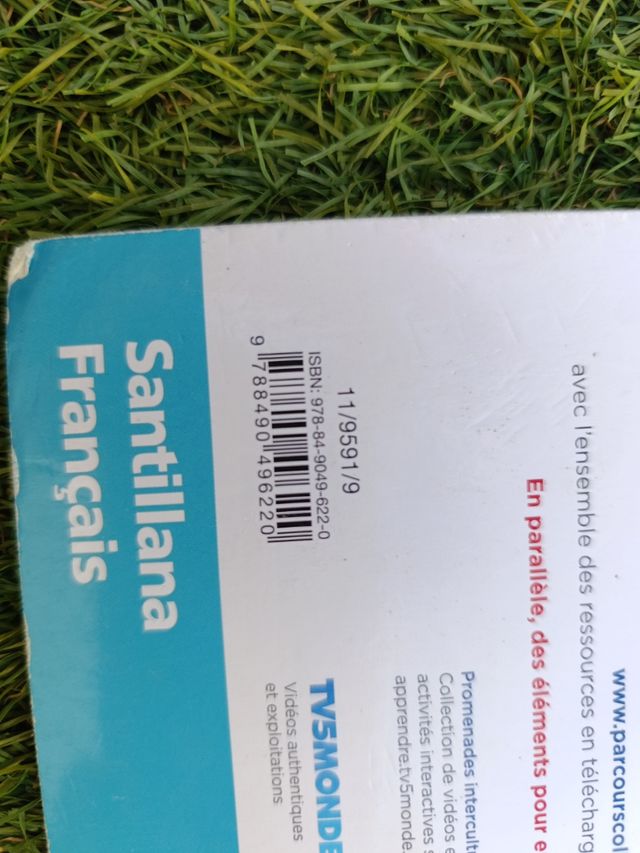 www.parcourscol
avec l'ensemble des ressources en télécharg
En parallèle, des éléments pour e
Promenades intercultu
Collection de vidéos e
activités interactives s
apprendre.tv5monde.
11/9591/9
ISBN: 978-84-9049-622-0
9 788490 496220
TV5MONDE
Vidéos authentiques
et exploitations
Santillana
Français